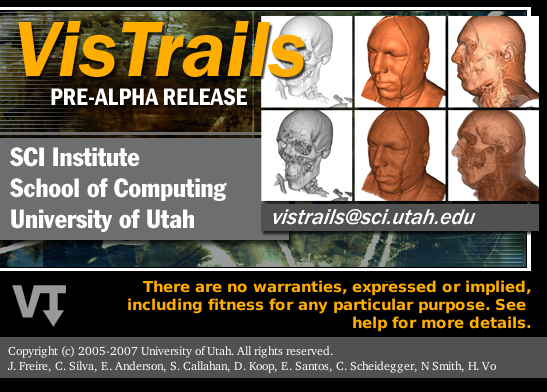 VisTrails
PRE-ALPHA RELEASE
SCI Institute
School of Computing
University of Utah
vistrails@sci.utah.edu
VT
There are no warranties, expressed or implied,
including fitness for any particular purpose. See
help for more details.
Copyright (c) 2005-2007 University of Utah. All rights reserved.
J. Freire, C. Silva, E. Anderson, S. Callahan, D. Koop, E. Santos, C. Scheidegger, N Smith, H. Vo